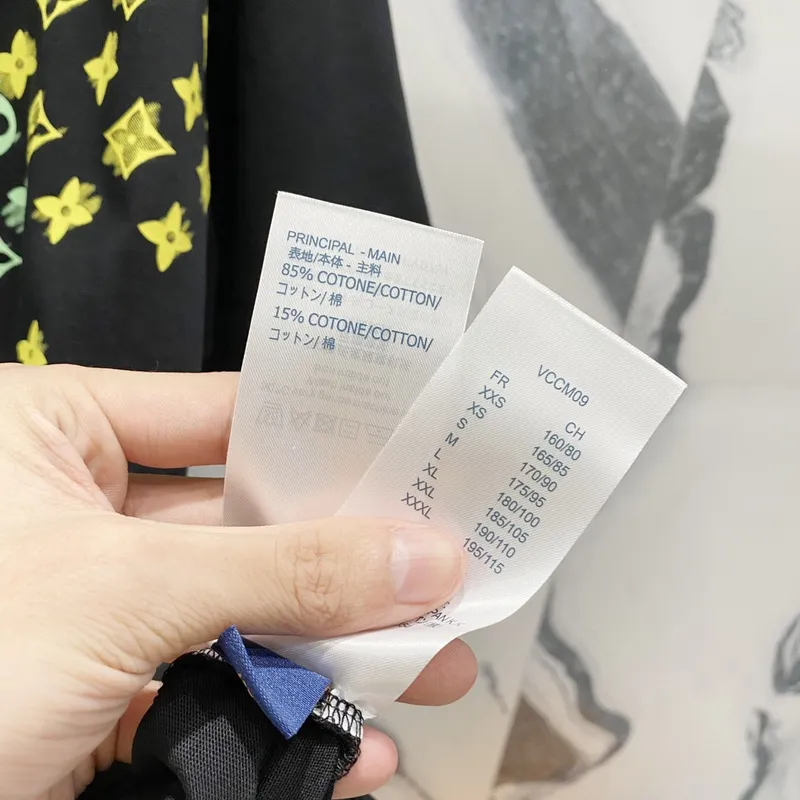 PRINCIPAL - MAIN
表地/本体 - 主料
85% COTONE/COTTON/
コットン/ 棉
15% COTONE/COTTON/
コットン/ 棉
VCCM09
FR CH
XXS 160/80
XS 165/85
S 170/90
M 175/95
L 180/100
XL 185/105
XXL 190/110
XXXL 195/115